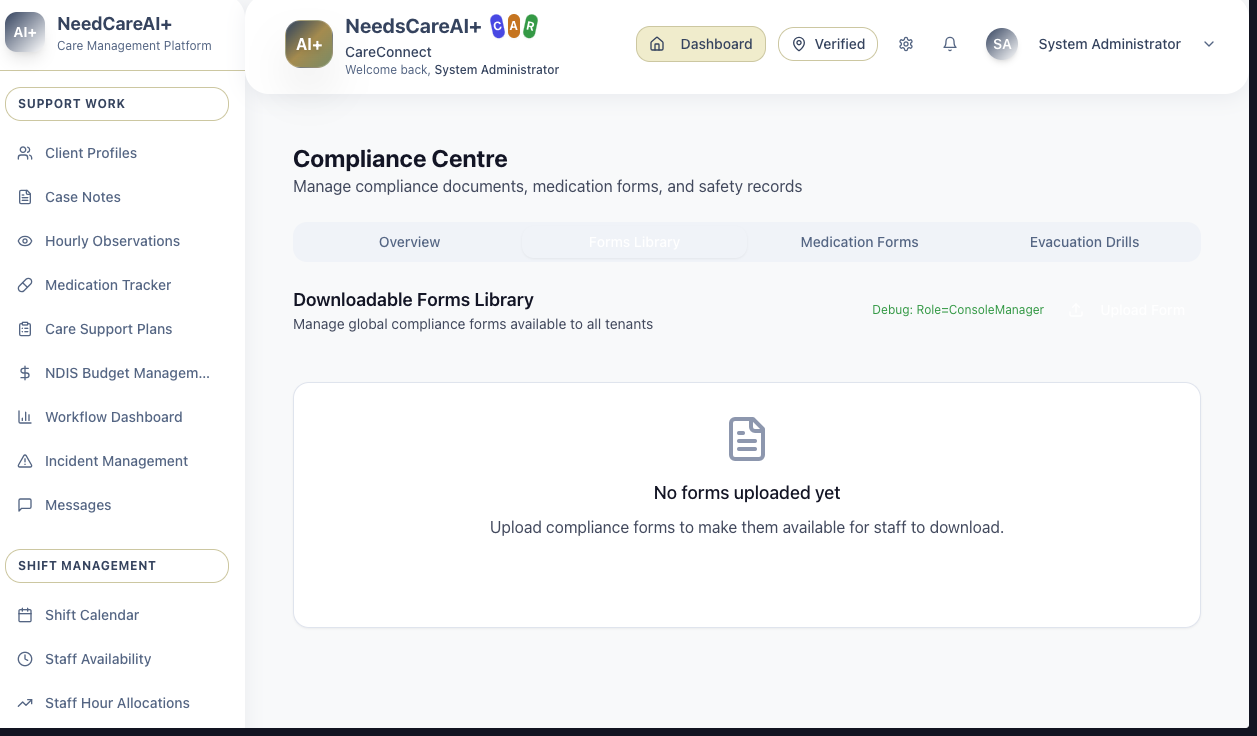 AI+
NeedCareAI+
Care Management Platform
SUPPORT WORK
Client Profiles
Case Notes
Hourly Observations
Medication Tracker
Care Support Plans
NDIS Budget Managem...
Workflow Dashboard
Incident Management
Messages
SHIFT MANAGEMENT
Shift Calendar
Staff Availability
Staff Hour Allocations
AI+
NeedsCareAI+ CAR
CareConnect
Welcome back, System Administrator
Dashboard
Verified
SA
System Administrator
Compliance Centre
Manage compliance documents, medication forms, and safety records
Overview
Forms Library
Medication Forms
Evacuation Drills
Downloadable Forms Library
Manage global compliance forms available to all tenants
Debug: Role=ConsoleManager
Upload Form
No forms uploaded yet
Upload compliance forms to make them available for staff to download.